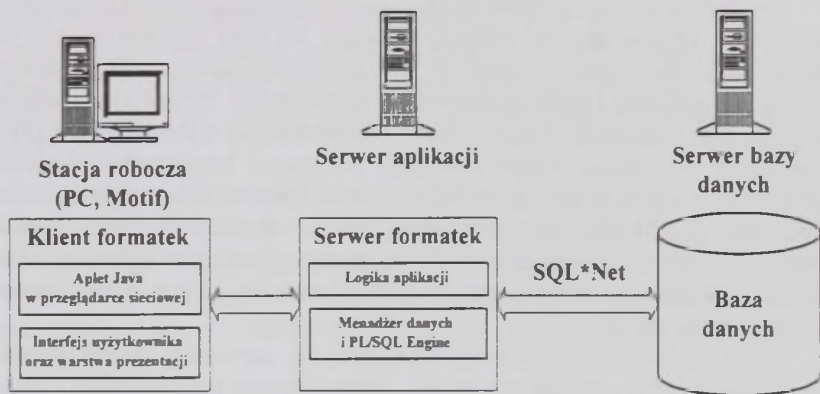 Stacja robocza
(PC, Motif)
Serwer aplikacji
Serwer bazy
danych
Klient formatek
Aplet Java
w przeglądarce sieciowej
Interfejs użytkownika
oraz warstwa prezentacji
Serwer formatek
Logika aplikacji
Menadżer danych
i PL/SQL Engine
SQL*Net
Baza
danych